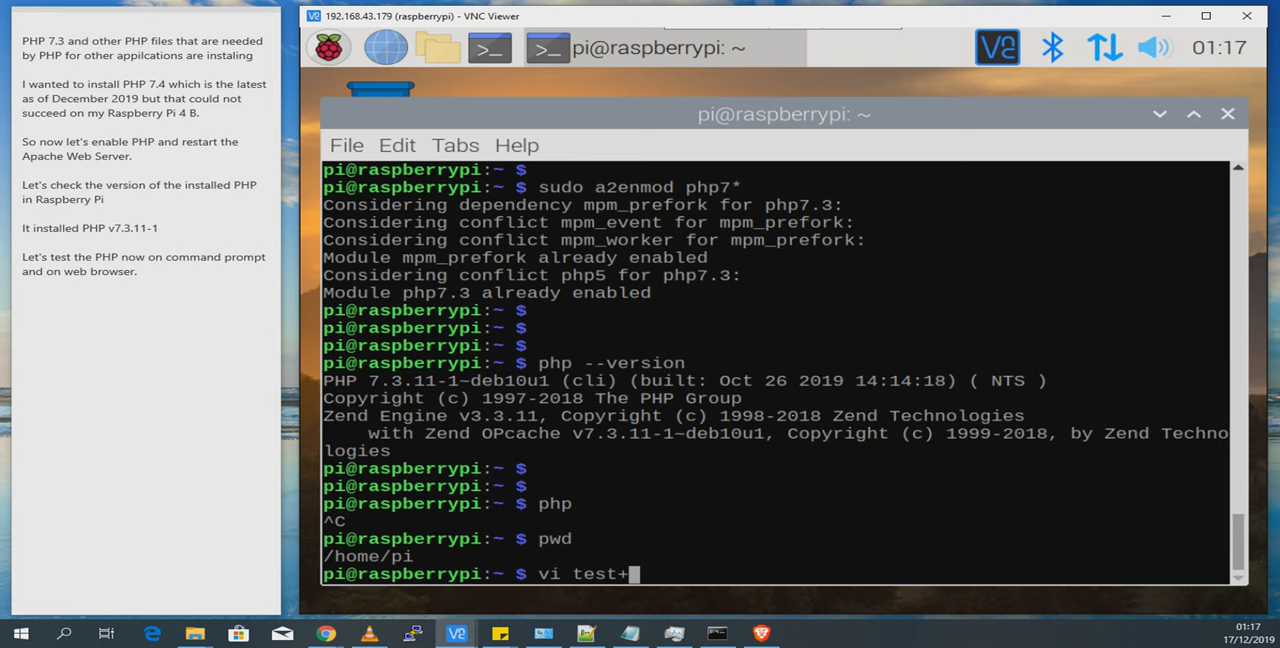 PHP 7.3 and other PHP files that are needed
by PHP for other appilcations are instaling
I wanted to install PHP 7.4 which is the latest
as of December 2019 but that could not
succeed on my Raspberry Pi 4 B.
So now let's enable PHP and restart the
Apache Web Server.
Let's check the version of the installed PHP
in Raspberry Pi
It installed PHP v7.3.11-1
Let's test the PHP now on command prompt
and on web browser.
192.168.43.179 (raspberrypi) - VNC Viewer
pi@raspberrypi: ~
01:17
pi@raspberrypi: ~
File Edit Tabs Help
pi@raspberrypi:~ $
pi@raspberrypi:~ $ sudo a2enmod php7*
Considering dependency mpm_prefork for php7.3:
Considering conflict mpm_event for mpm_prefork:
Considering conflict mpm_worker for mpm_prefork:
Module mpm_prefork already enabled
Considering conflict php5 for php7.3:
Module php7.3 already enabled
pi@raspberrypi:~ $
pi@raspberrypi:~ $
pi@raspberrypi:~ $
pi@raspberrypi:~ $ php --version
PHP 7.3.11-1~deb10u1 (cli) (built: Oct 26 2019 14:14:18) ( NTS )
Copyright (c) 1997-2018 The PHP Group
Zend Engine v3.3.11, Copyright (c) 1998-2018 Zend Technologies
with Zend OPcache v7.3.11-1~deb10u1, Copyright (c) 1999-2018, by Zend Techno
logies
pi@raspberrypi:~ $
pi@raspberrypi:~ $
pi@raspberrypi:~ $ php
^C
pi@raspberrypi:~ $ pwd
/home/pi
pi@raspberrypi:~ $ vi test+
01:17
17/12/2019